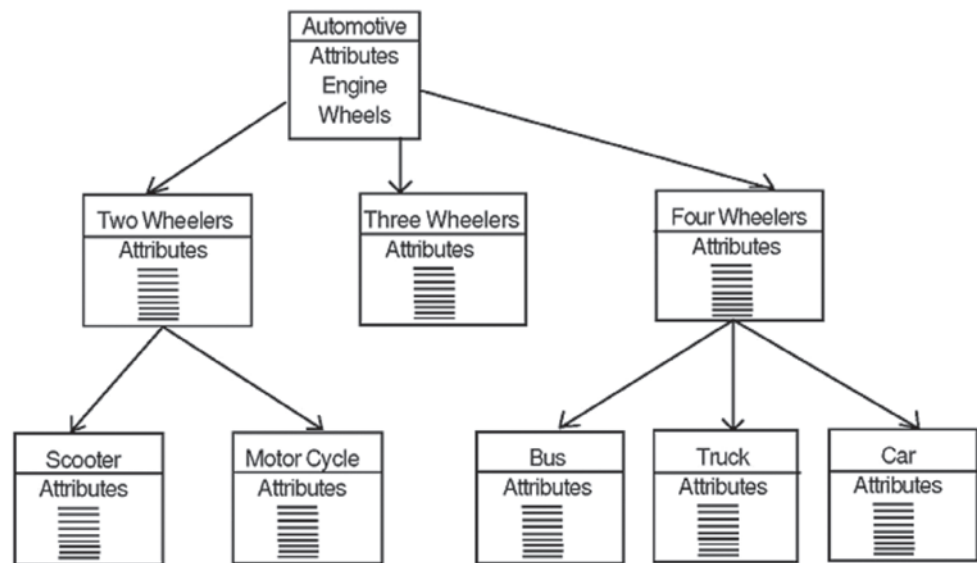 Automotive
Attributes
Engine
Wheels
Two Wheelers
Attributes
Three Wheelers
Attributes
Four Wheelers
Attributes
Scooter
Attributes
Motor Cycle
Attributes
Bus
Attributes
Truck
Attributes
Car
Attributes